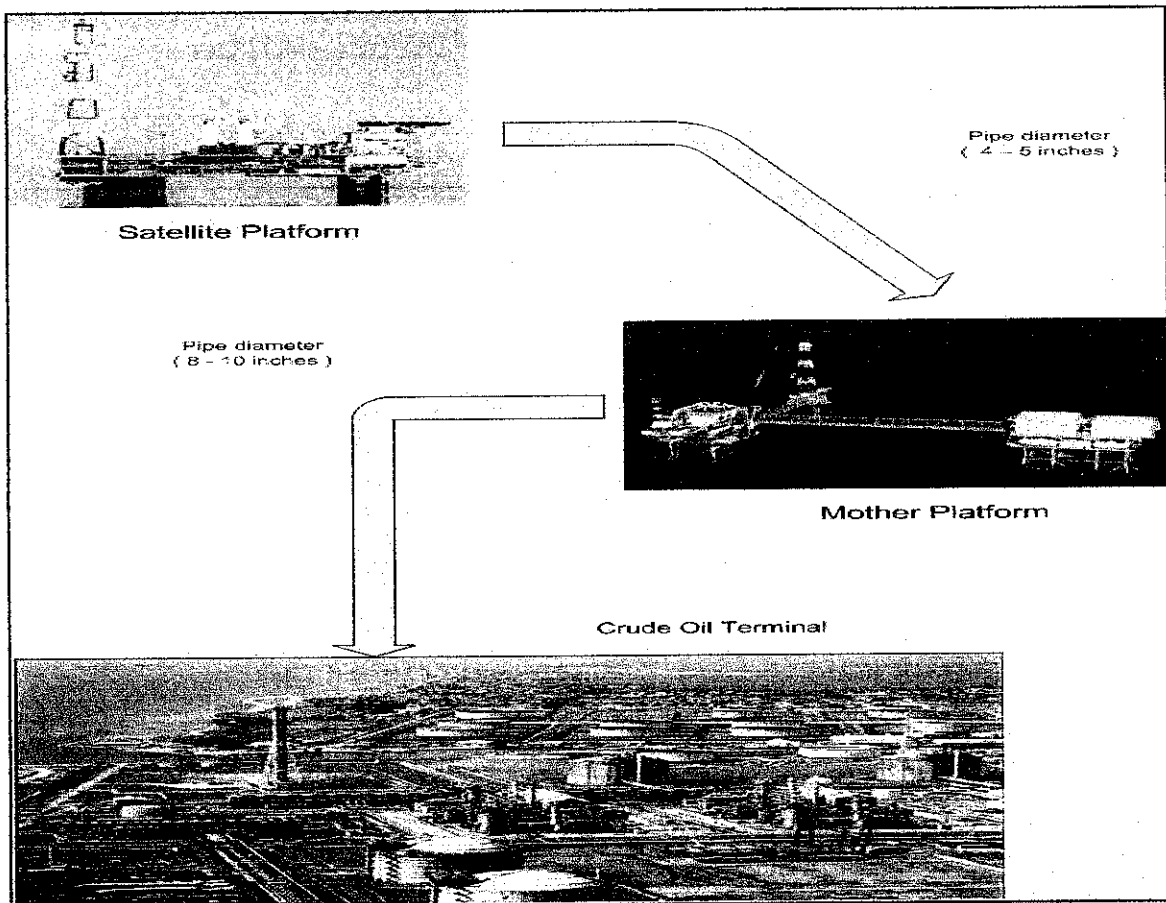 Pipe diameter
( 4 - 5 inches )
Satellite Platform
Pipe diameter
( 8 - 10 inches )
Mother Platform
Crude Oil Terminal